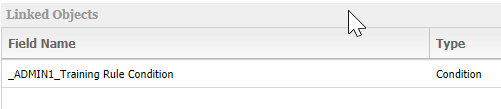 Linked Objects
Field Name Type
_ADMIN1_Training Rule Condition Condition